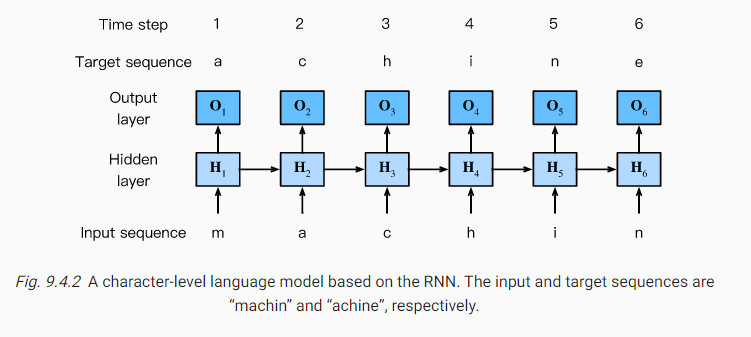 Time step 1 2 3 4 5 6
Target sequence a c h i n e
Output
layer
O1 O2 O3 O4 O5 O6
Hidden
layer
H1 H2 H3 H4 H5 H6
Input sequence m a c h i n
Fig. 9.4.2 A character-level language model based on the RNN. The input and target sequences are
“machin” and “achine”, respectively.